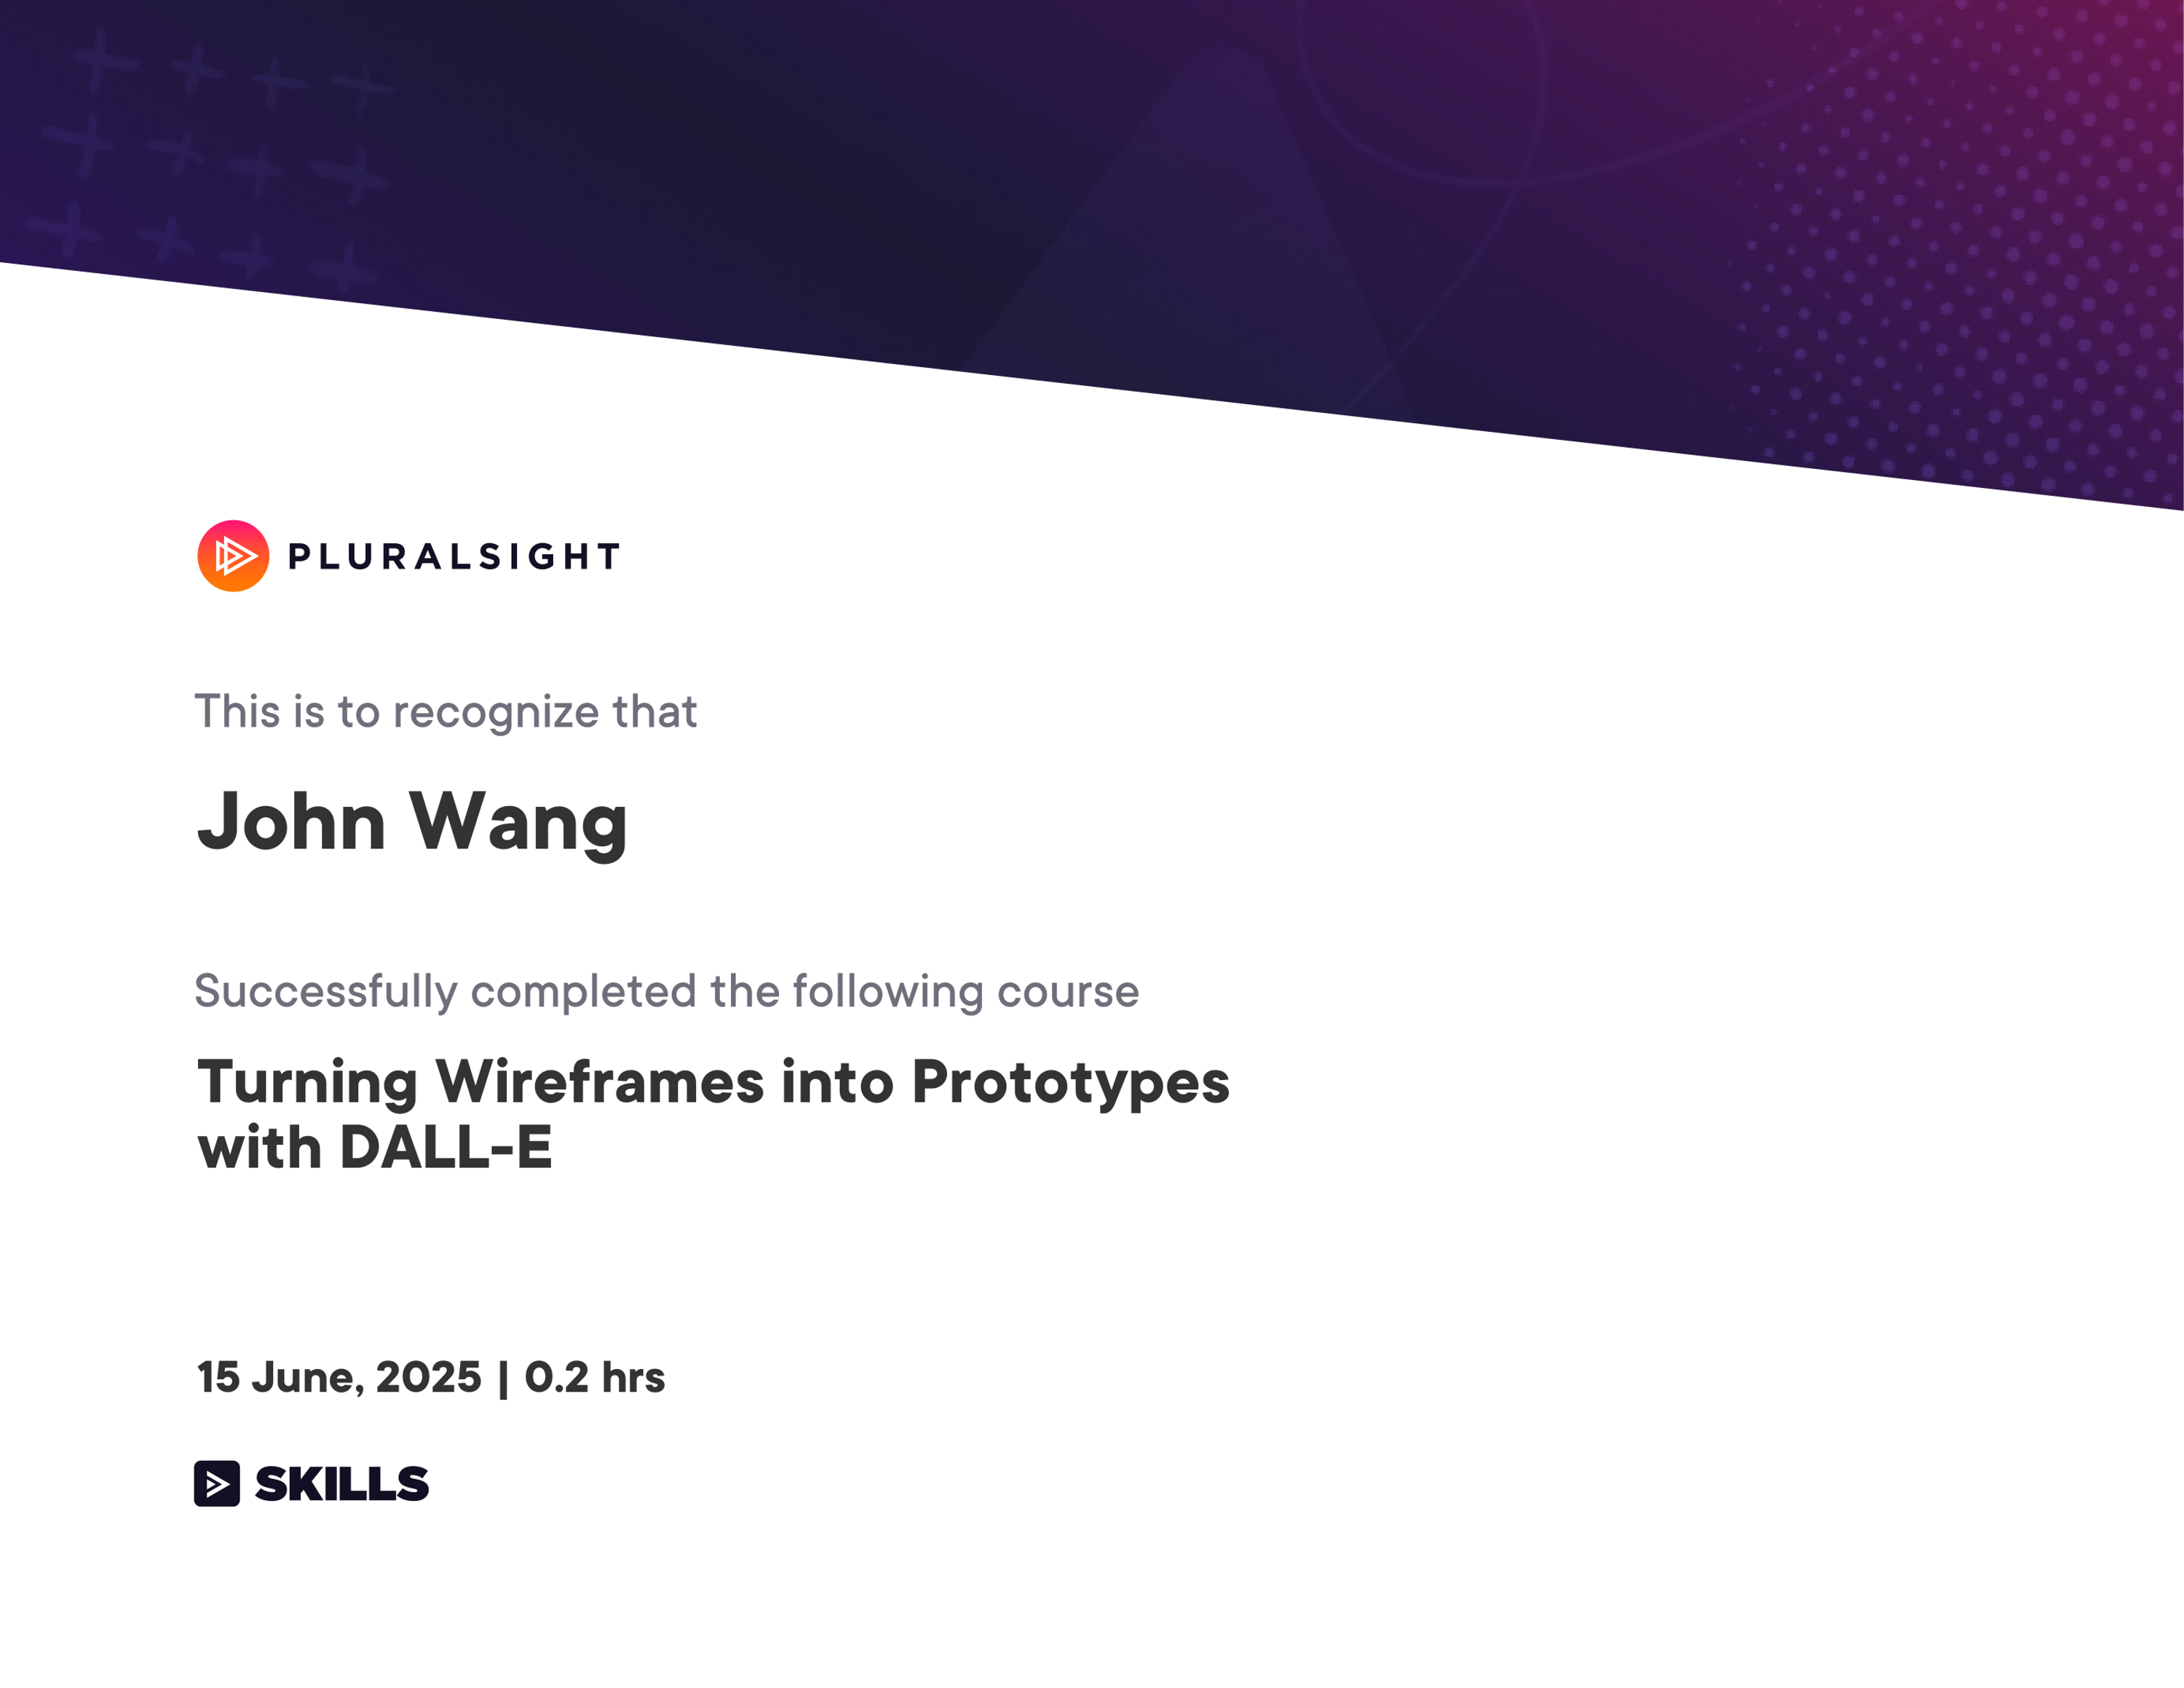 PLURALSIGHT
This is to recognize that
John Wang
Successfully completed the following course
Turning Wireframes into Prototypes
with DALL-E
15 June, 2025 | 0.2 hrs
SKILLS